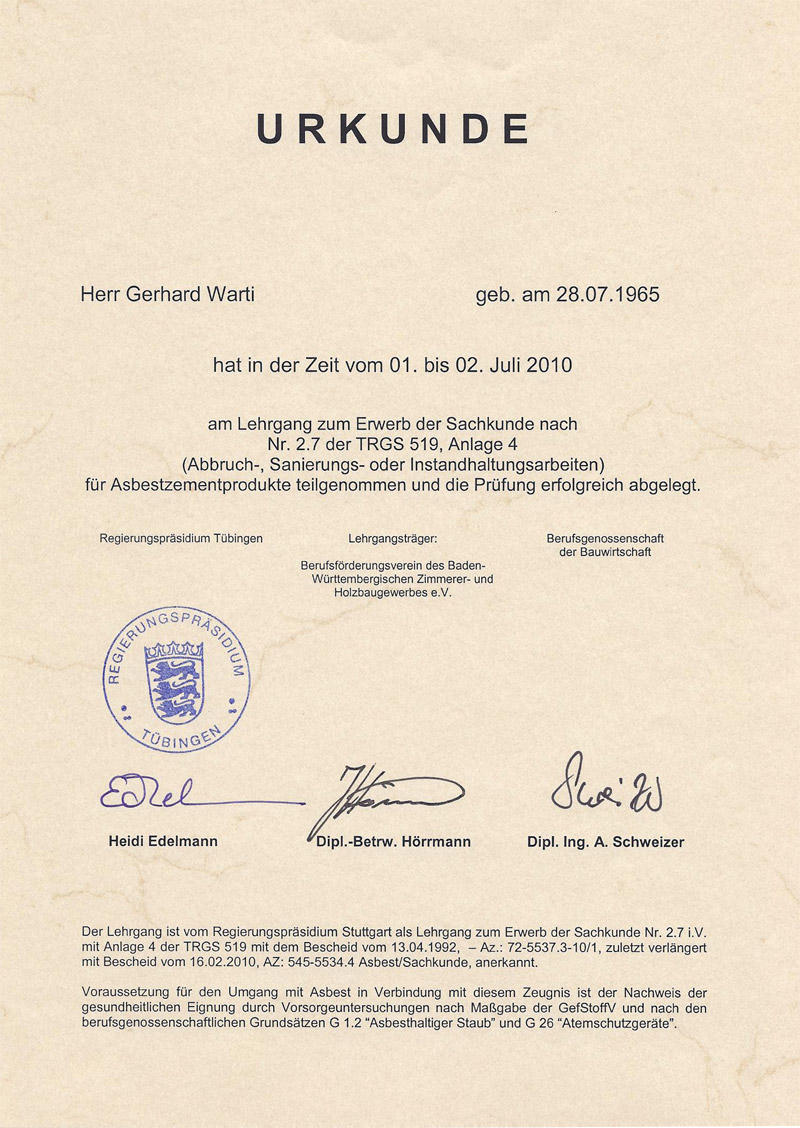 URKUNDE
Herr Gerhard Warti geb. am 28.07.1965
hat in der Zeit vom 01. bis 02. Juli 2010
am Lehrgang zum Erwerb der Sachkunde nach
Nr. 2.7 der TRGS 519, Anlage 4
(Abbruch-, Sanierungs- oder Instandhaltungsarbeiten)
für Asbestzementprodukte teilgenommen und die Prüfung erfolgreich abgelegt.
Regierungspräsidium Tübingen
Lehrgangsträger:
Berufsförderungsverein des Baden-
Württembergischen Zimmerer- und
Holzbaugewerbes e.V.
Berufsgenossenschaft
der Bauwirtschaft
REGIERUNGSPRÄSIDIUM
TÜBINGEN
Heidi Edelmann
Dipl.-Betrw. Hörrmann
Dipl. Ing. A. Schweizer
Der Lehrgang ist vom Regierungspräsidium Stuttgart als Lehrgang zum Erwerb der Sachkunde Nr. 2.7 i.V.
mit Anlage 4 der TRGS 519 mit dem Bescheid vom 13.04.1992, – Az.: 72-5537.3-10/1, zuletzt verlängert
mit Bescheid vom 16.02.2010, AZ: 545-5534.4 Asbest/Sachkunde, anerkannt.
Voraussetzung für den Umgang mit Asbest in Verbindung mit diesem Zeugnis ist der Nachweis der
gesundheitlichen Eignung durch Vorsorgeuntersuchungen nach Maßgabe der GefStoffV und nach den
berufsgenossenschaftlichen Grundsätzen G 1.2 “Asbesthaltiger Staub” und G 26 “Atemschutzgeräte”.